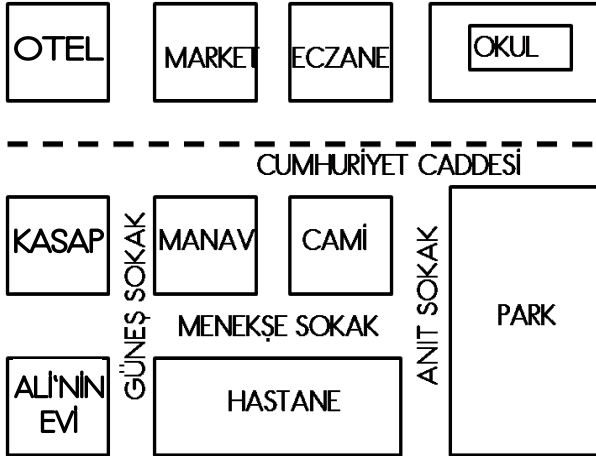 OTEL
MARKET
ECZANE
OKUL
CUMHURİYET CADDESİ
KASAP
GÜNEŞ SOKAK
MANAV
CAMİ
ANIT SOKAK
PARK
MENEKŞE SOKAK
ALİ'NİN
EVİ
HASTANE